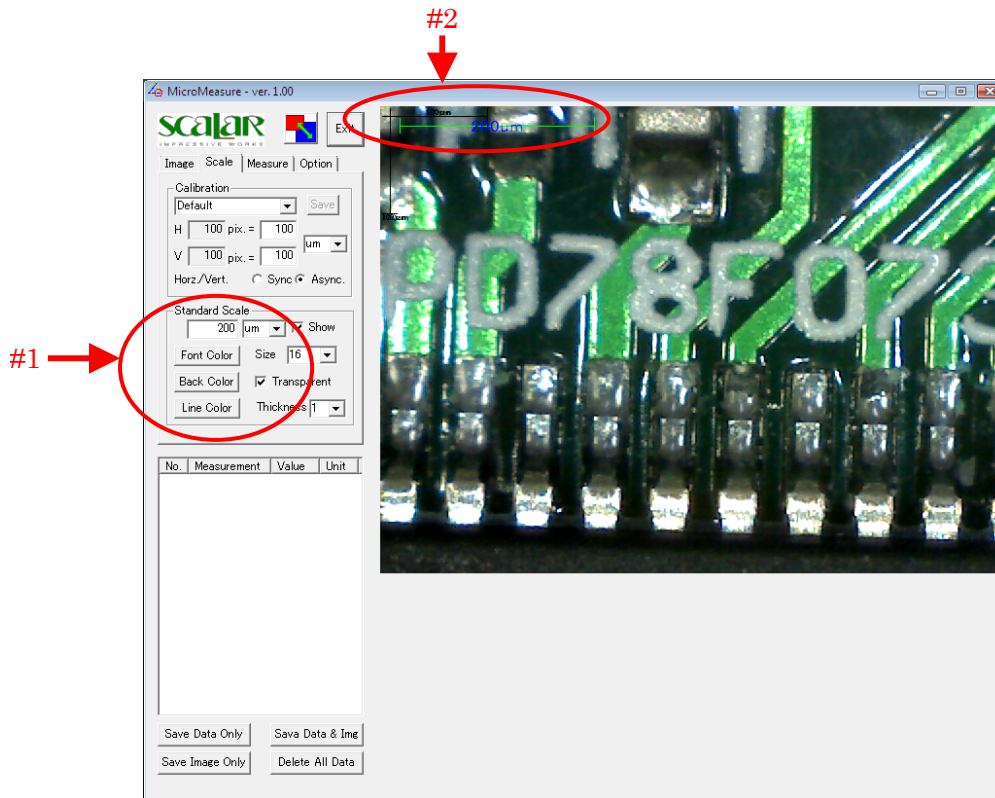 #2
MicroMeasure - ver. 1.00
scalar
IMPRESSIVE WORKS
Exit
Image Scale Measure Option
Calibration
Default Save
H 100 pix. = 100
um
V 100 pix. = 100
Horz./Vert. Sync Async.
Standard Scale
200 um Show
#1
Font Color Size 16
Back Color Transparent
Line Color Thickness 1
No. Measurement Value Unit
Save Data Only Sava Data & Img
Save Image Only Delete All Data
100um
200um
100um
PD78F073